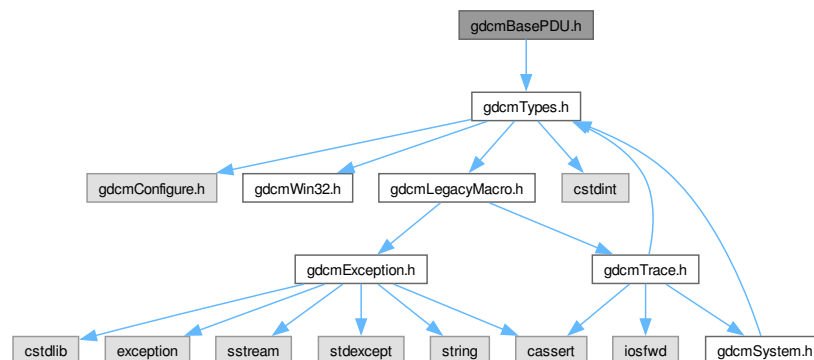 gdcmBasePDU.h
gdcmTypes.h
gdcmConfigure.h
gdcmWin32.h
gdcmLegacyMacro.h
cstdint
gdcmException.h
gdcmTrace.h
cstdlib
exception
sstream
stdexcept
string
cassert
iosfwd
gdcmSystem.h